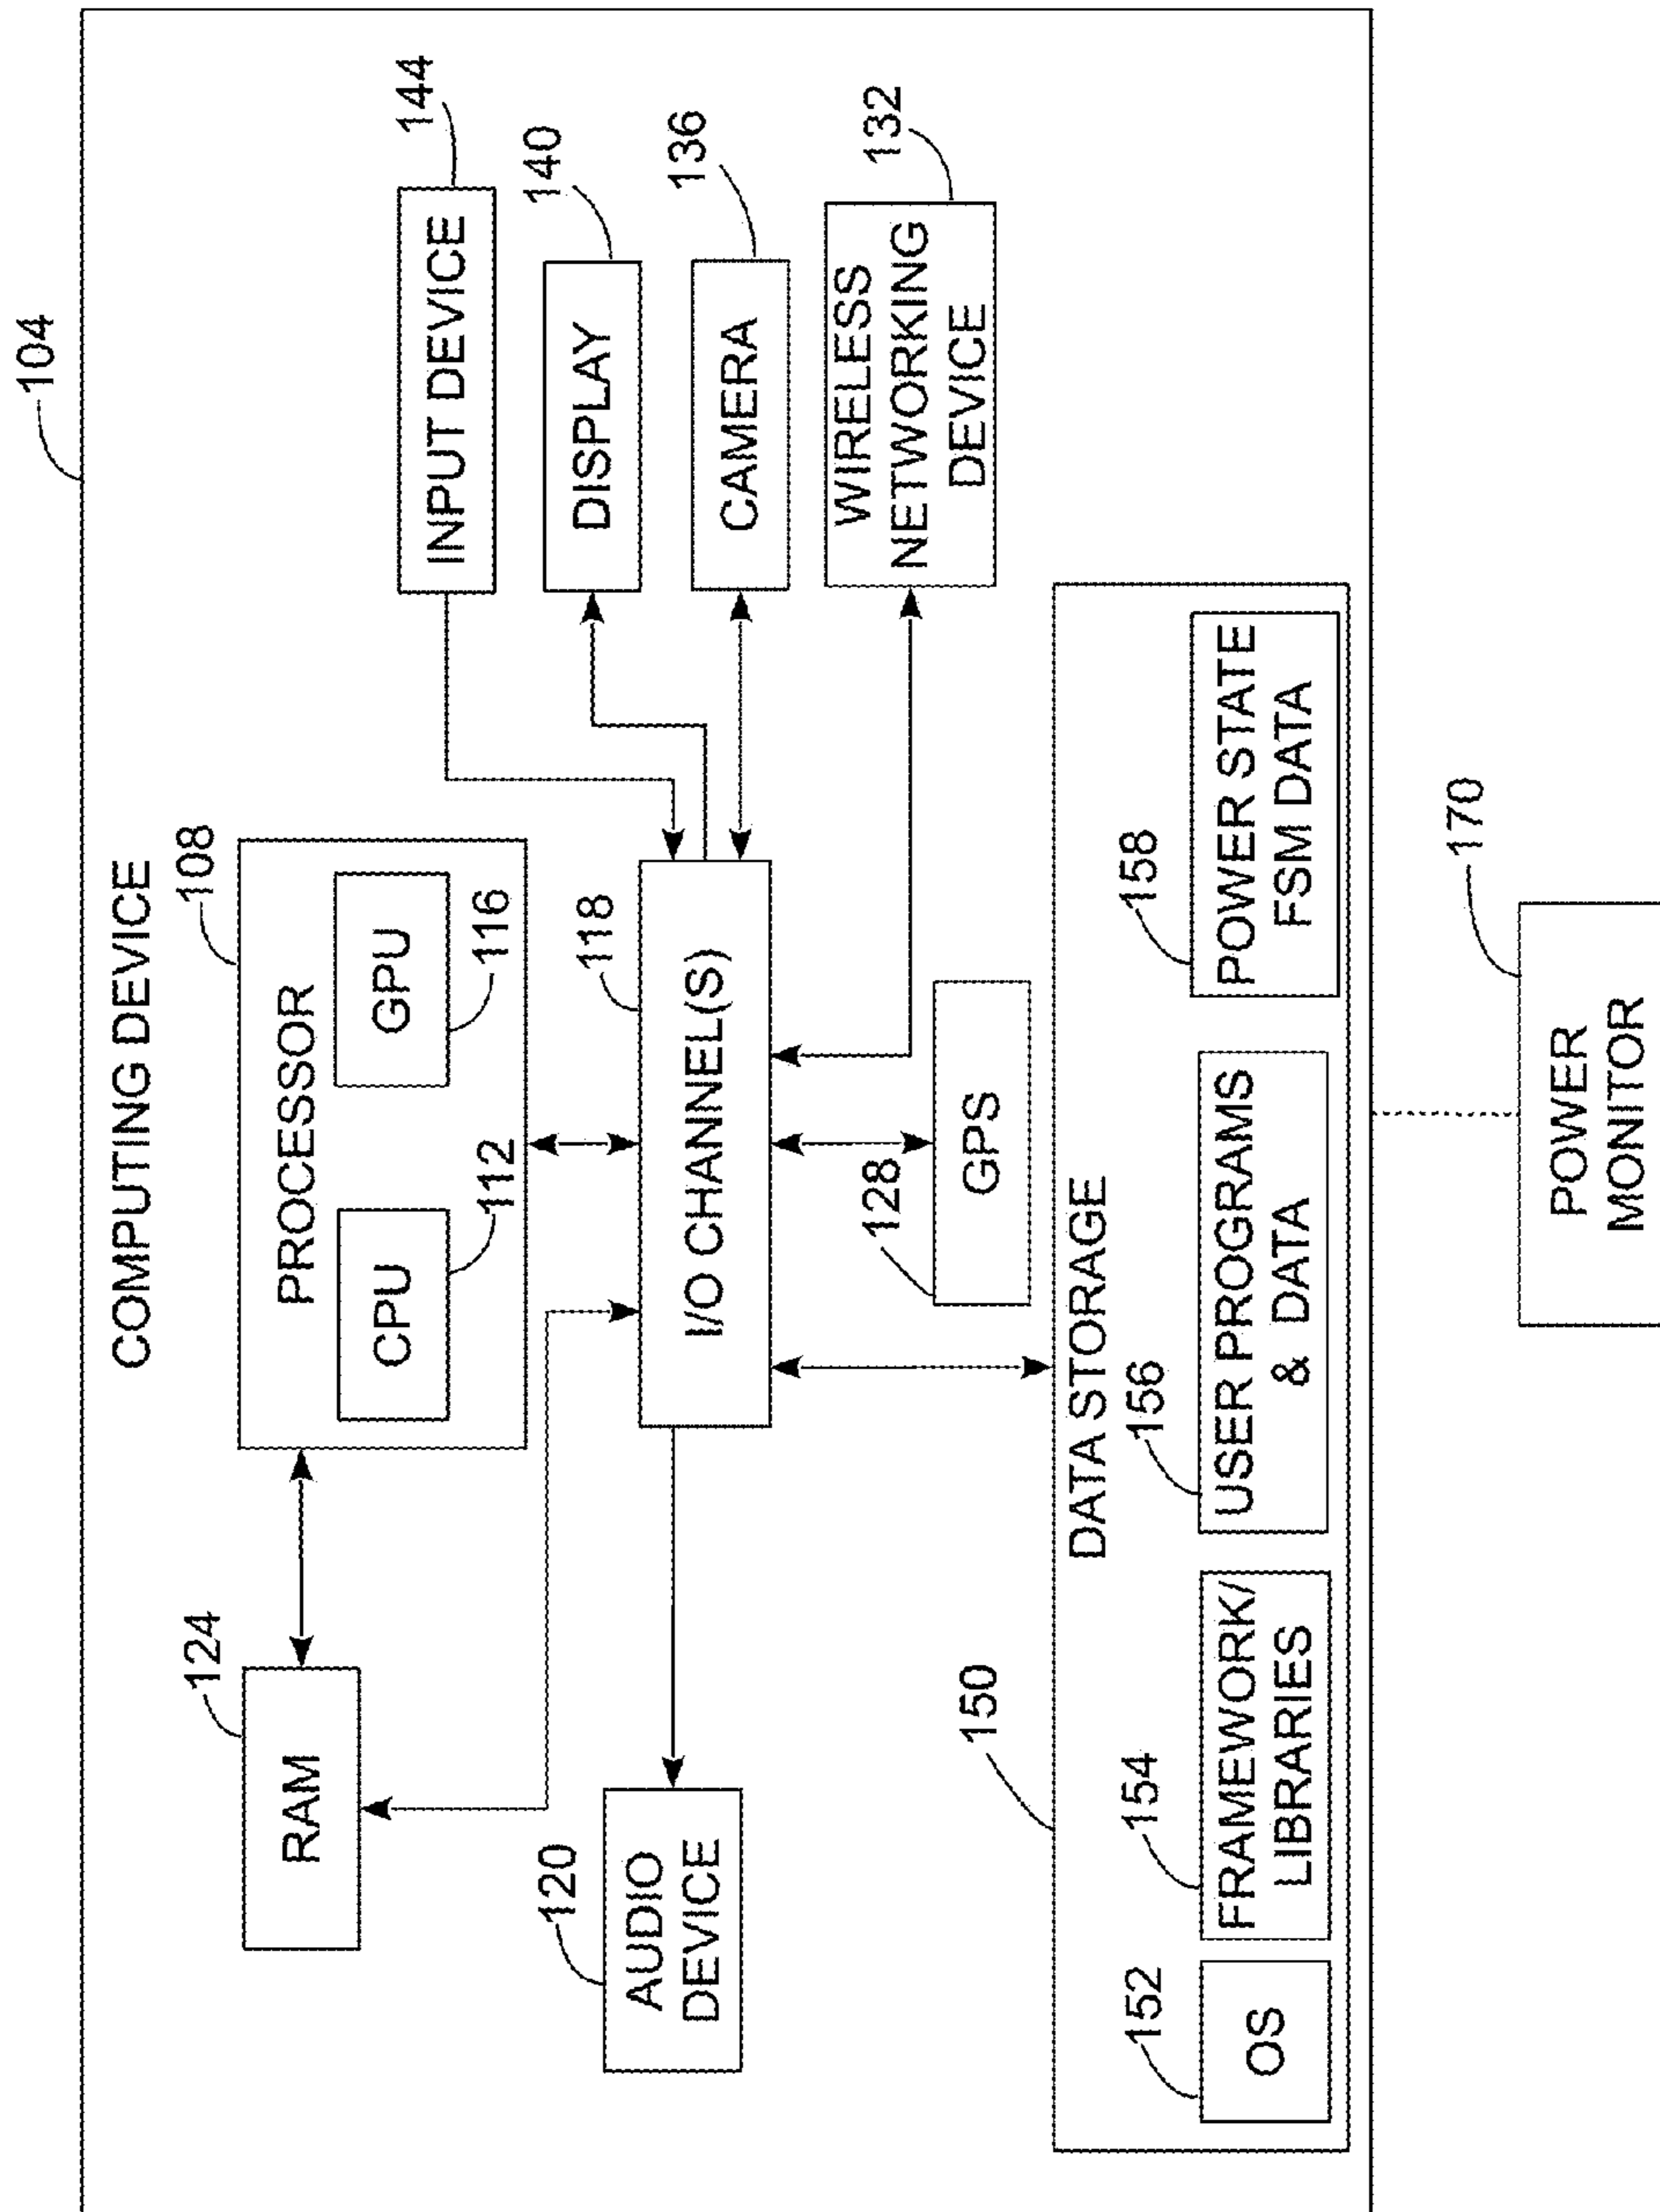 104
COMPUTING DEVICE
124
RAM
PROCESSOR
108
CPU
112
GPU
116
INPUT DEVICE
144
DISPLAY
140
CAMERA
136
WIRELESS
NETWORKING
DEVICE
132
120
AUDIO
DEVICE
I/O CHANNEL(S)
118
128
GPS
150
DATA STORAGE
152
OS
154
FRAMEWORK/
LIBRARIES
156
USER PROGRAMS
& DATA
158
POWER STATE
FSM DATA
POWER
MONITOR
170